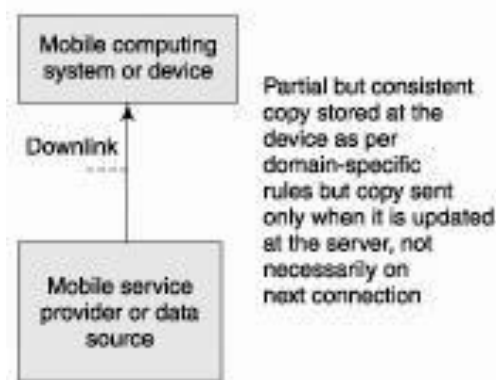 Mobile computing
system or device
Downlink
Mobile service
provider or data
source
Partial but consistent
copy stored at the
device as per
domain-specific
rules but copy sent
only when it is updated
at the server, not
necessarily on
next connection